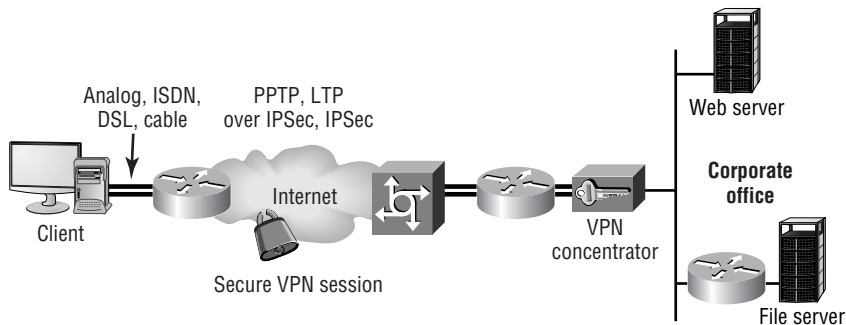 Analog, ISDN,
DSL, cable
PPTP, LTP
over IPSec, IPSec
Client
Internet
Secure VPN session
VPN
concentrator
Web server
Corporate
office
File server